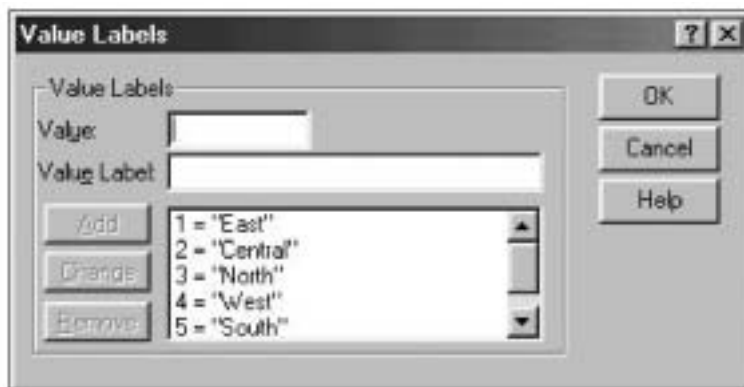 Value Labels
? X
Value Labels
Value:
Value Label:
Add
Change
Remove
1 = "East"
2 = "Central"
3 = "North"
4 = "West"
5 = "South"
OK
Cancel
Help